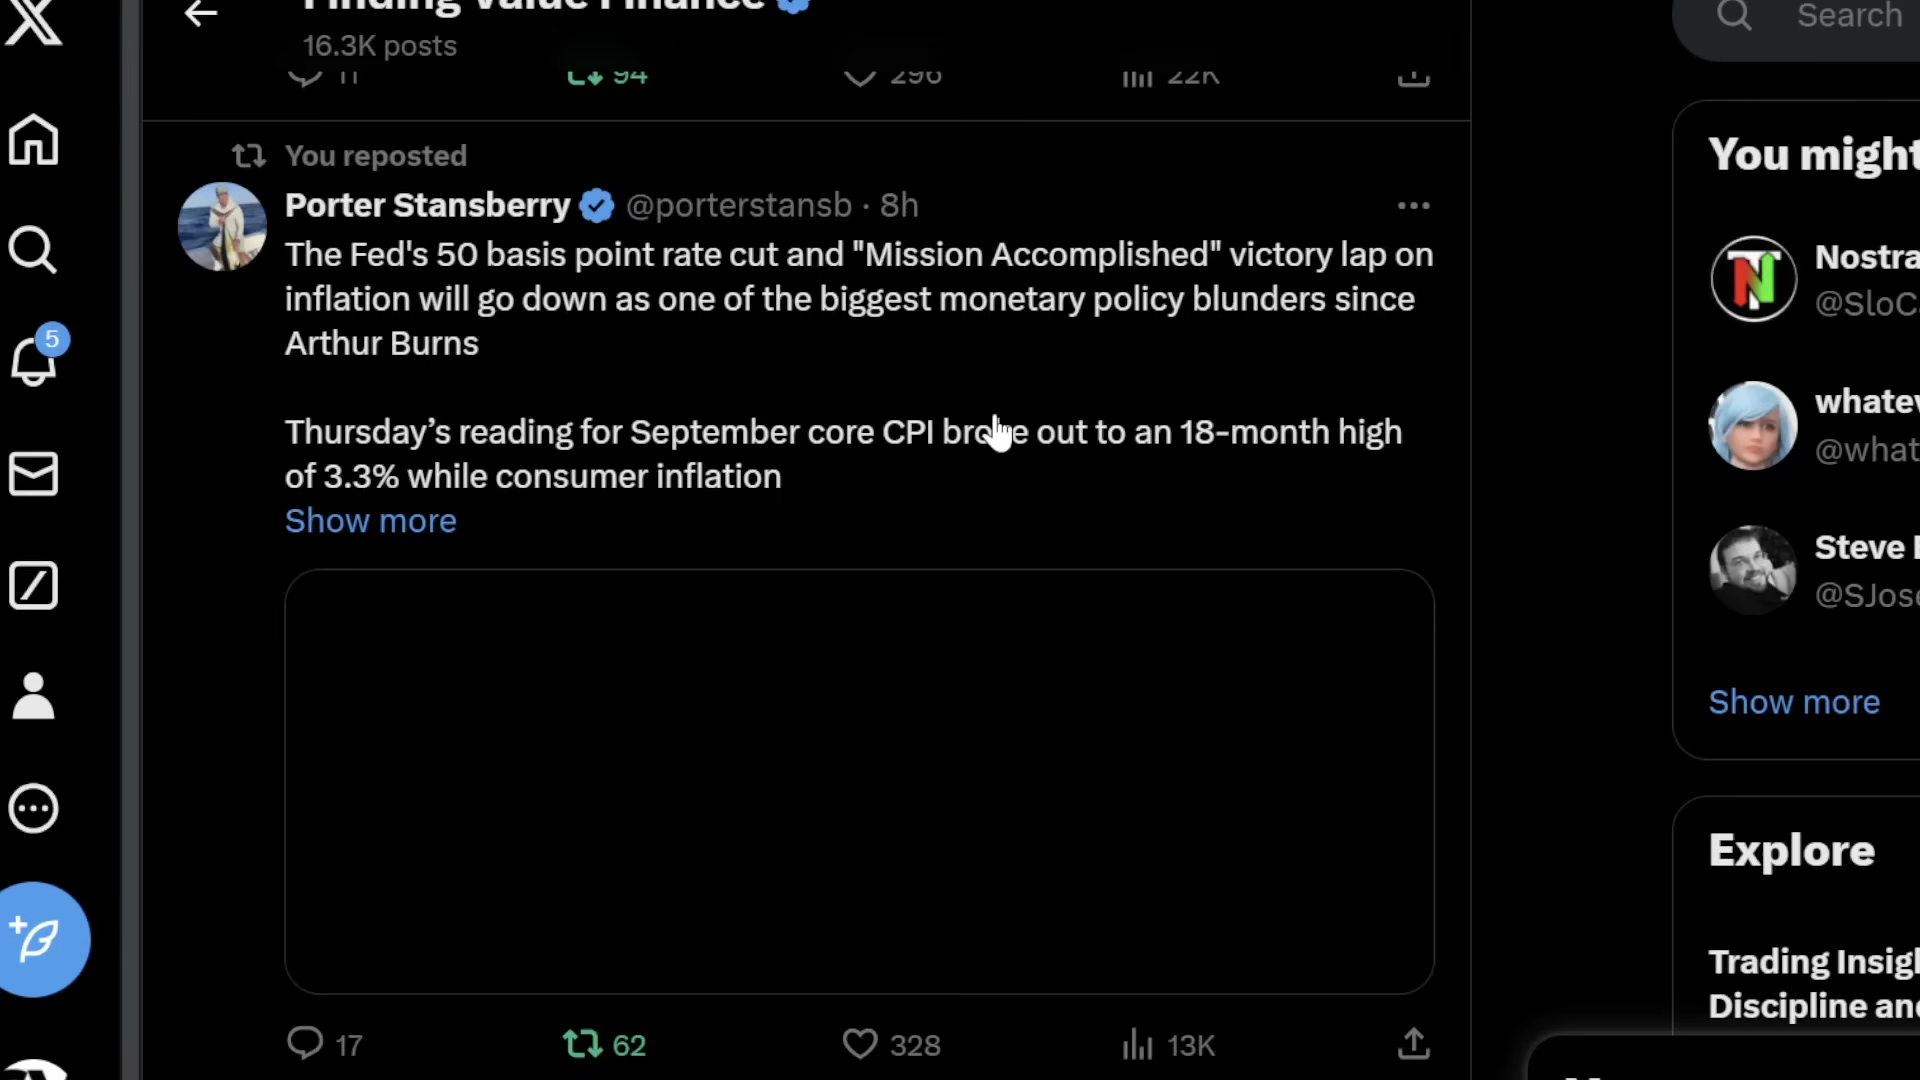 Finding Value Finance
16.3K posts
11 94 296 22K
You reposted
Porter Stansberry @porterstansb · 8h
The Fed's 50 basis point rate cut and "Mission Accomplished" victory lap on
inflation will go down as one of the biggest monetary policy blunders since
Arthur Burns
Thursday’s reading for September core CPI broke out to an 18-month high
of 3.3% while consumer inflation
Show more
17 62 328 13K
5
Search
You might
Nostra
@SloC
whatev
@what
Steve
@SJose
Show more
Explore
Trading Insigh
Discipline and